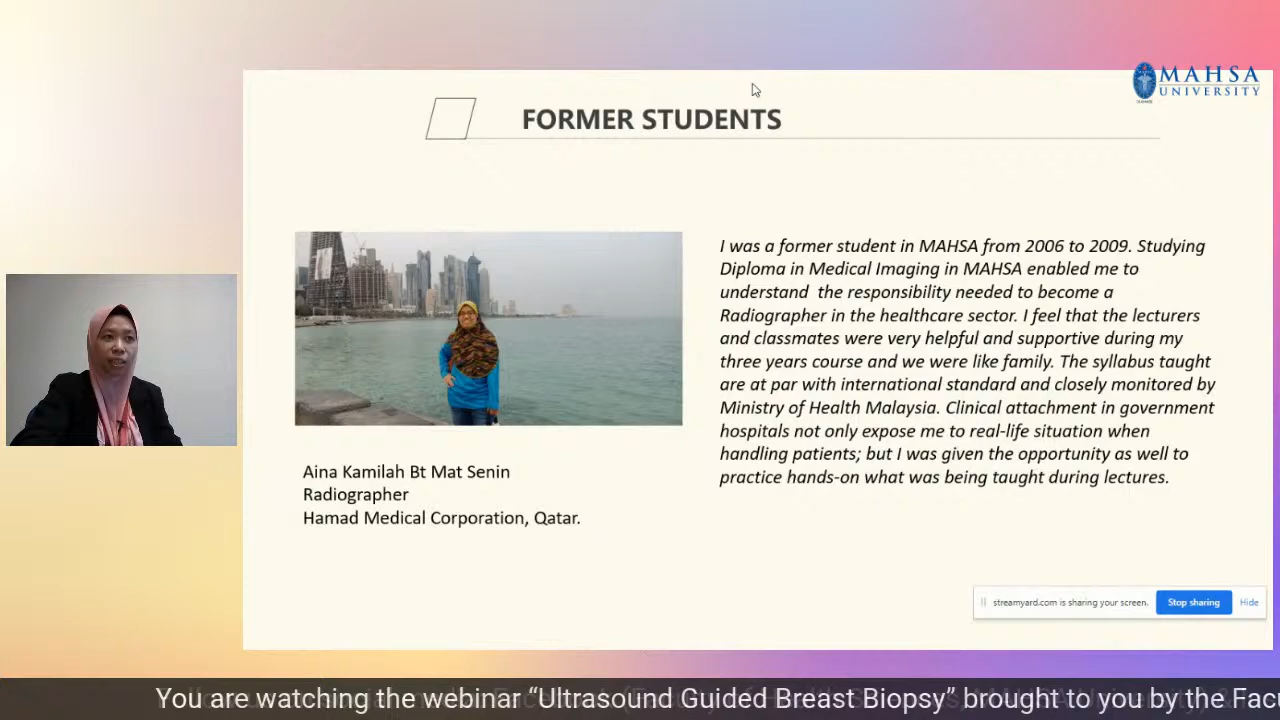 MAHSA
UNIVERSITY
FORMER STUDENTS
I was a former student in MAHSA from 2006 to 2009. Studying
Diploma in Medical Imaging in MAHSA enabled me to
understand the responsibility needed to become a
Radiographer in the healthcare sector. I feel that the lecturers
and classmates were very helpful and supportive during my
three years course and we were like family. The syllabus taught
are at par with international standard and closely monitored by
Ministry of Health Malaysia. Clinical attachment in government
hospitals not only expose me to real-life situation when
handling patients; but I was given the opportunity as well to
practice hands-on what was being taught during lectures.
Aina Kamilah Bt Mat Senin
Radiographer
Hamad Medical Corporation, Qatar.
streamyard.com is sharing your screen.
Stop sharing
Hide
You are watching the webinar “Ultrasound Guided Breast Biopsy” brought to you by the Facu